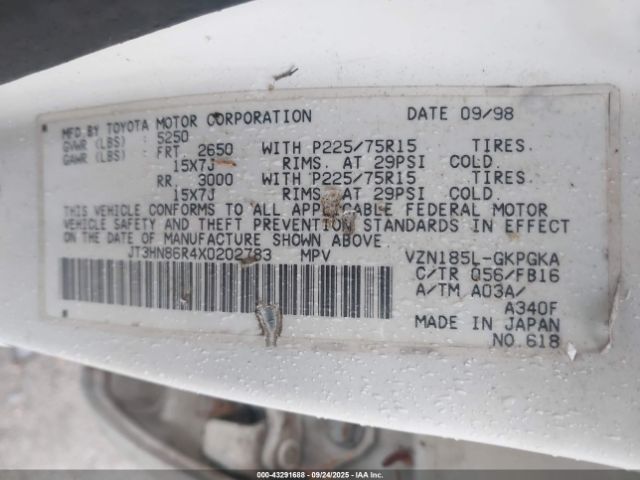 MFD.BY TOYOTA MOTOR CORPORATION DATE 09/98
GVWR (LBS) : 5250
GAWR (LBS) : FRT. 2650 WITH P225/75R15 TIRES.
15X7J RIMS. AT 29PSI COLD.
RR. 3000 WITH P225/75R15 TIRES.
15X7J RIMS. AT 29PSI COLD.
THIS VEHICLE CONFORMS TO ALL APPLICABLE FEDERAL MOTOR
VEHICLE SAFETY AND THEFT PREVENTION STANDARDS IN EFFECT
ON THE DATE OF MANUFACTURE SHOWN ABOVE.
JT3HN86R4X0202783 MPV VZN185L-GKPGKA
C/TR Q56/FB16
A/TM A03A/
A340F
MADE IN JAPAN
NO.618
000-43291688 - 09/24/2025 - IAAI.com